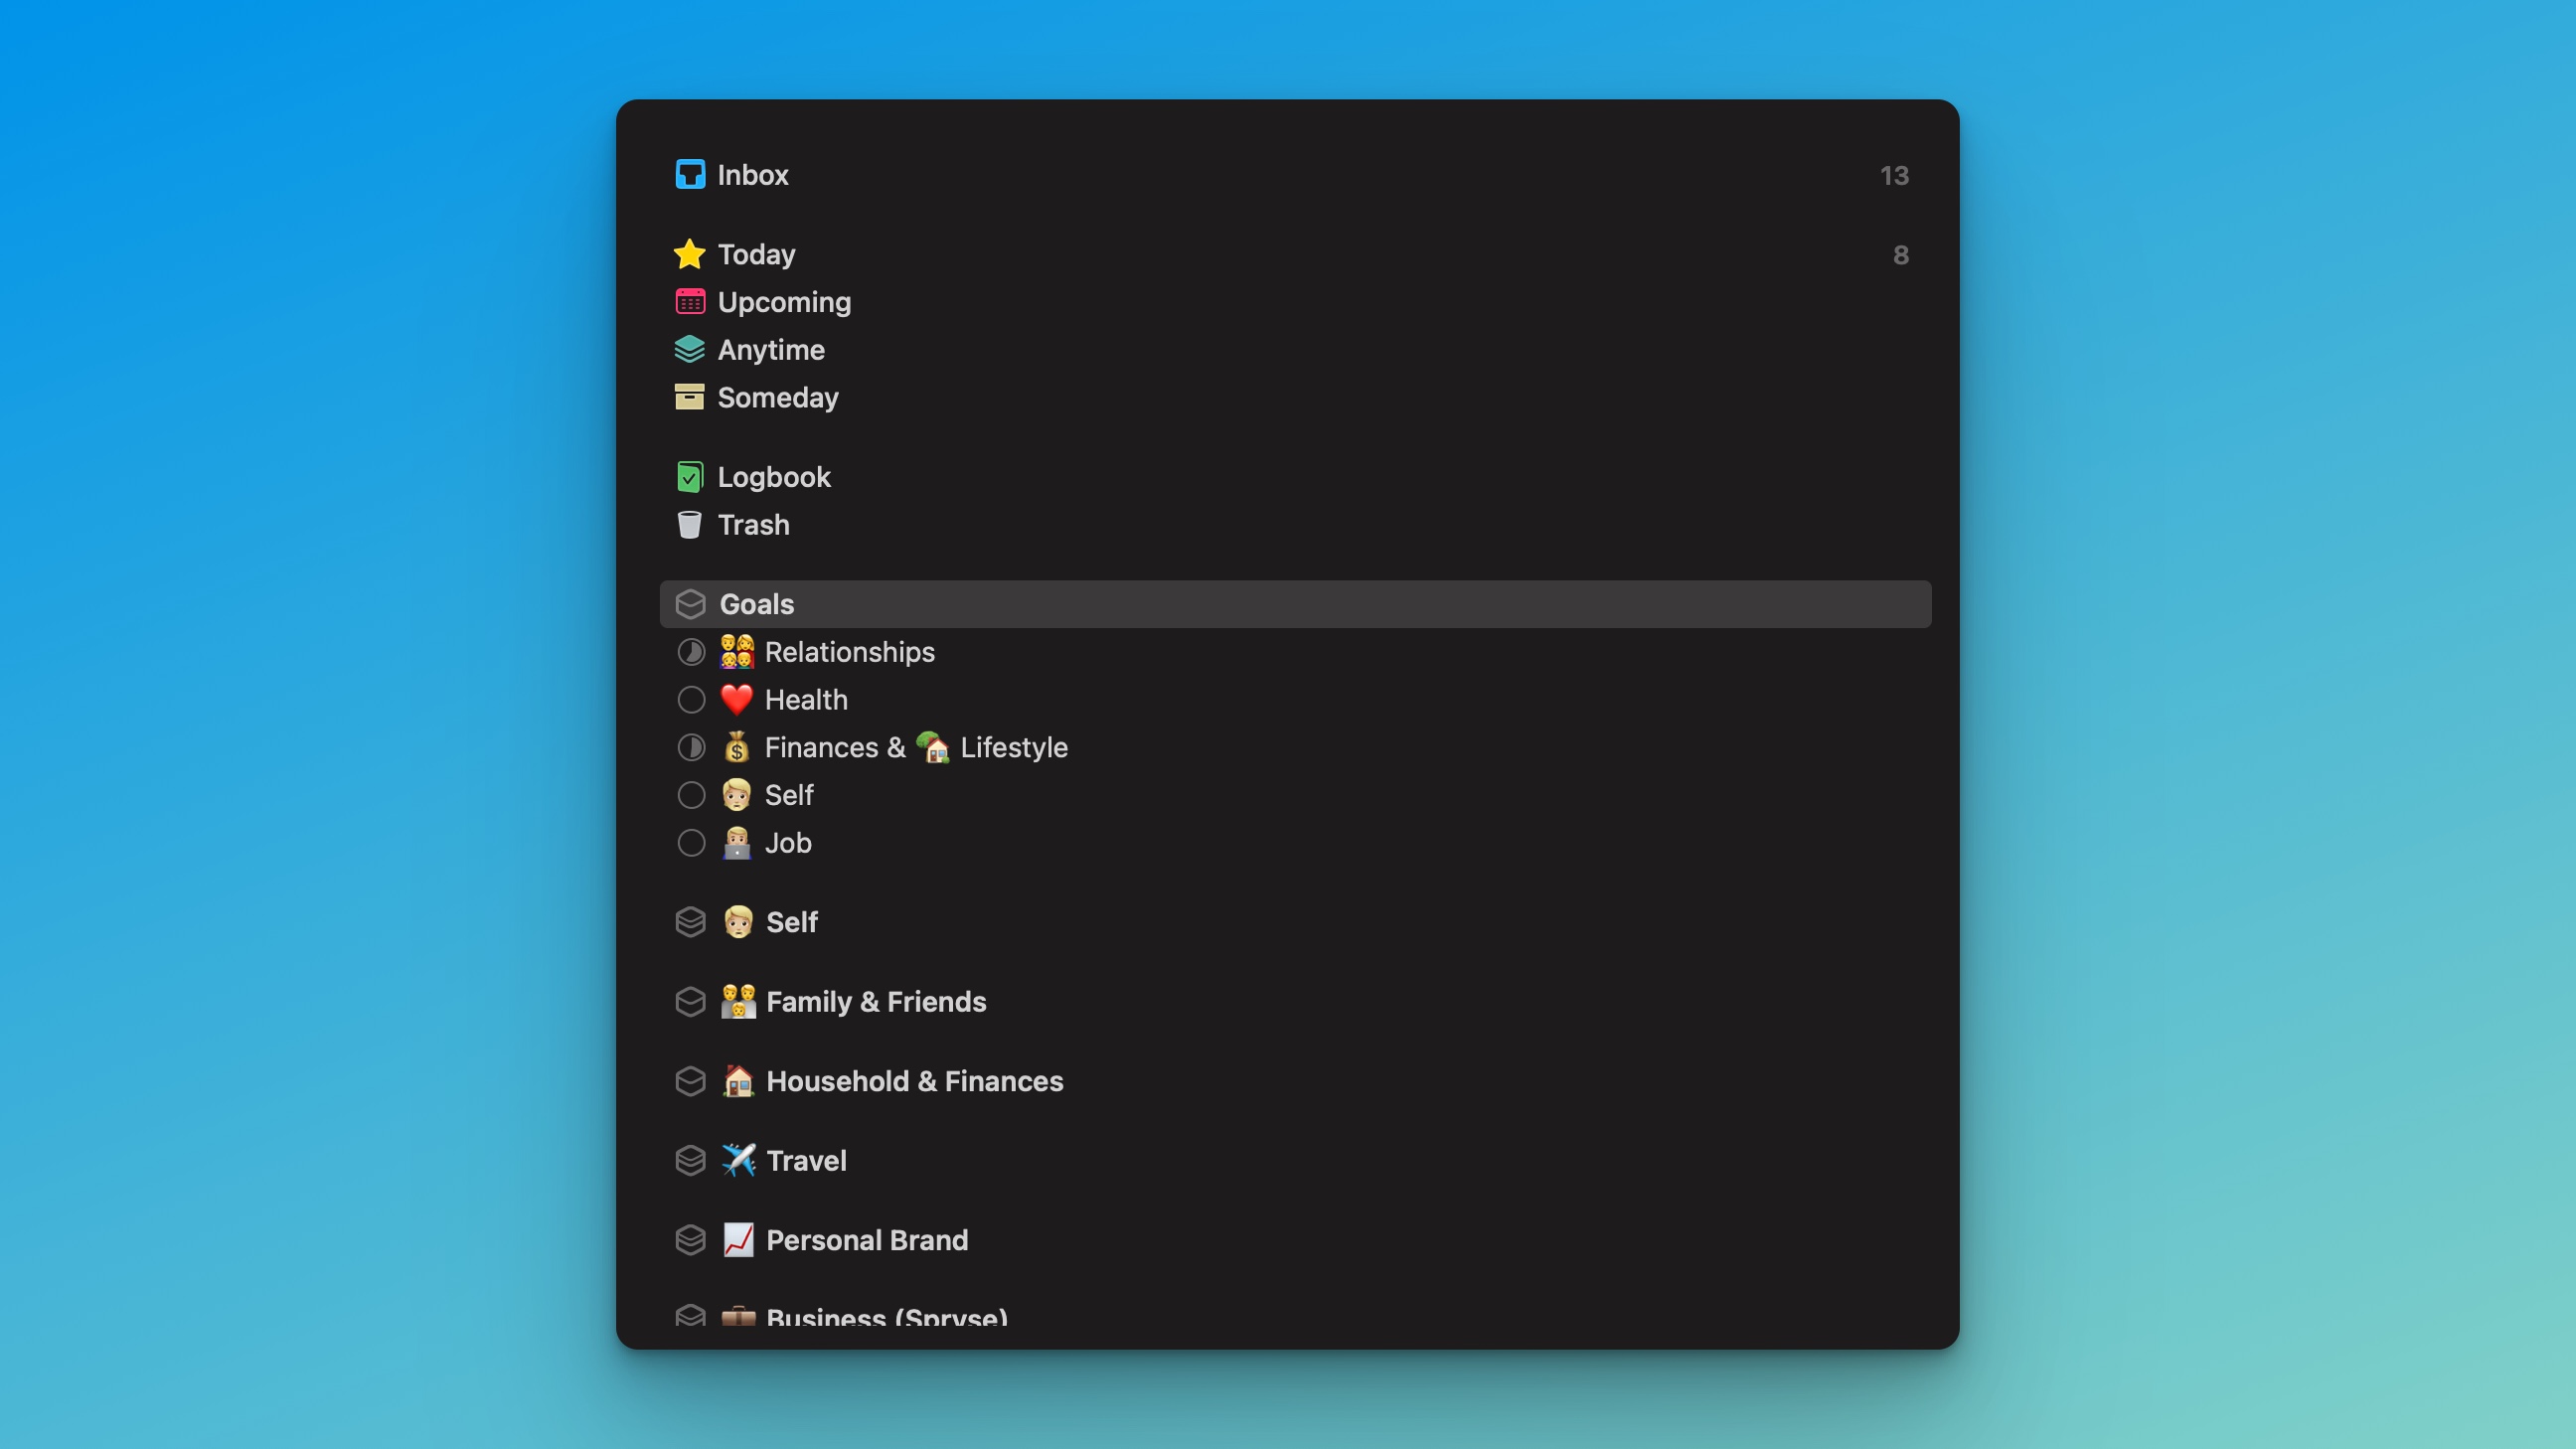 Inbox 13
Today 8
Upcoming
Anytime
Someday
Logbook
Trash
Goals
Relationships
Health
Finances & Lifestyle
Self
Job
Self
Family & Friends
Household & Finances
Travel
Personal Brand
Business (Spryse)